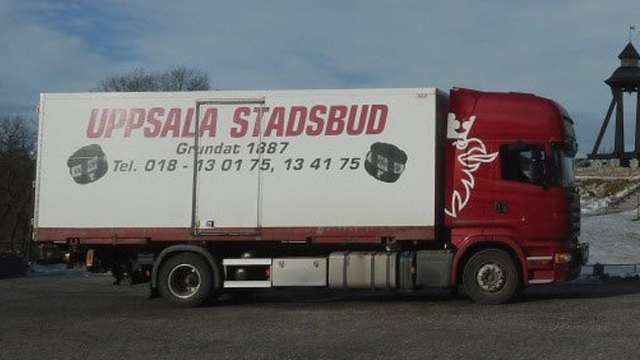 UPPSALA STADSBUD
Grundat 1887
Tel. 018 - 13 01 75, 13 41 75